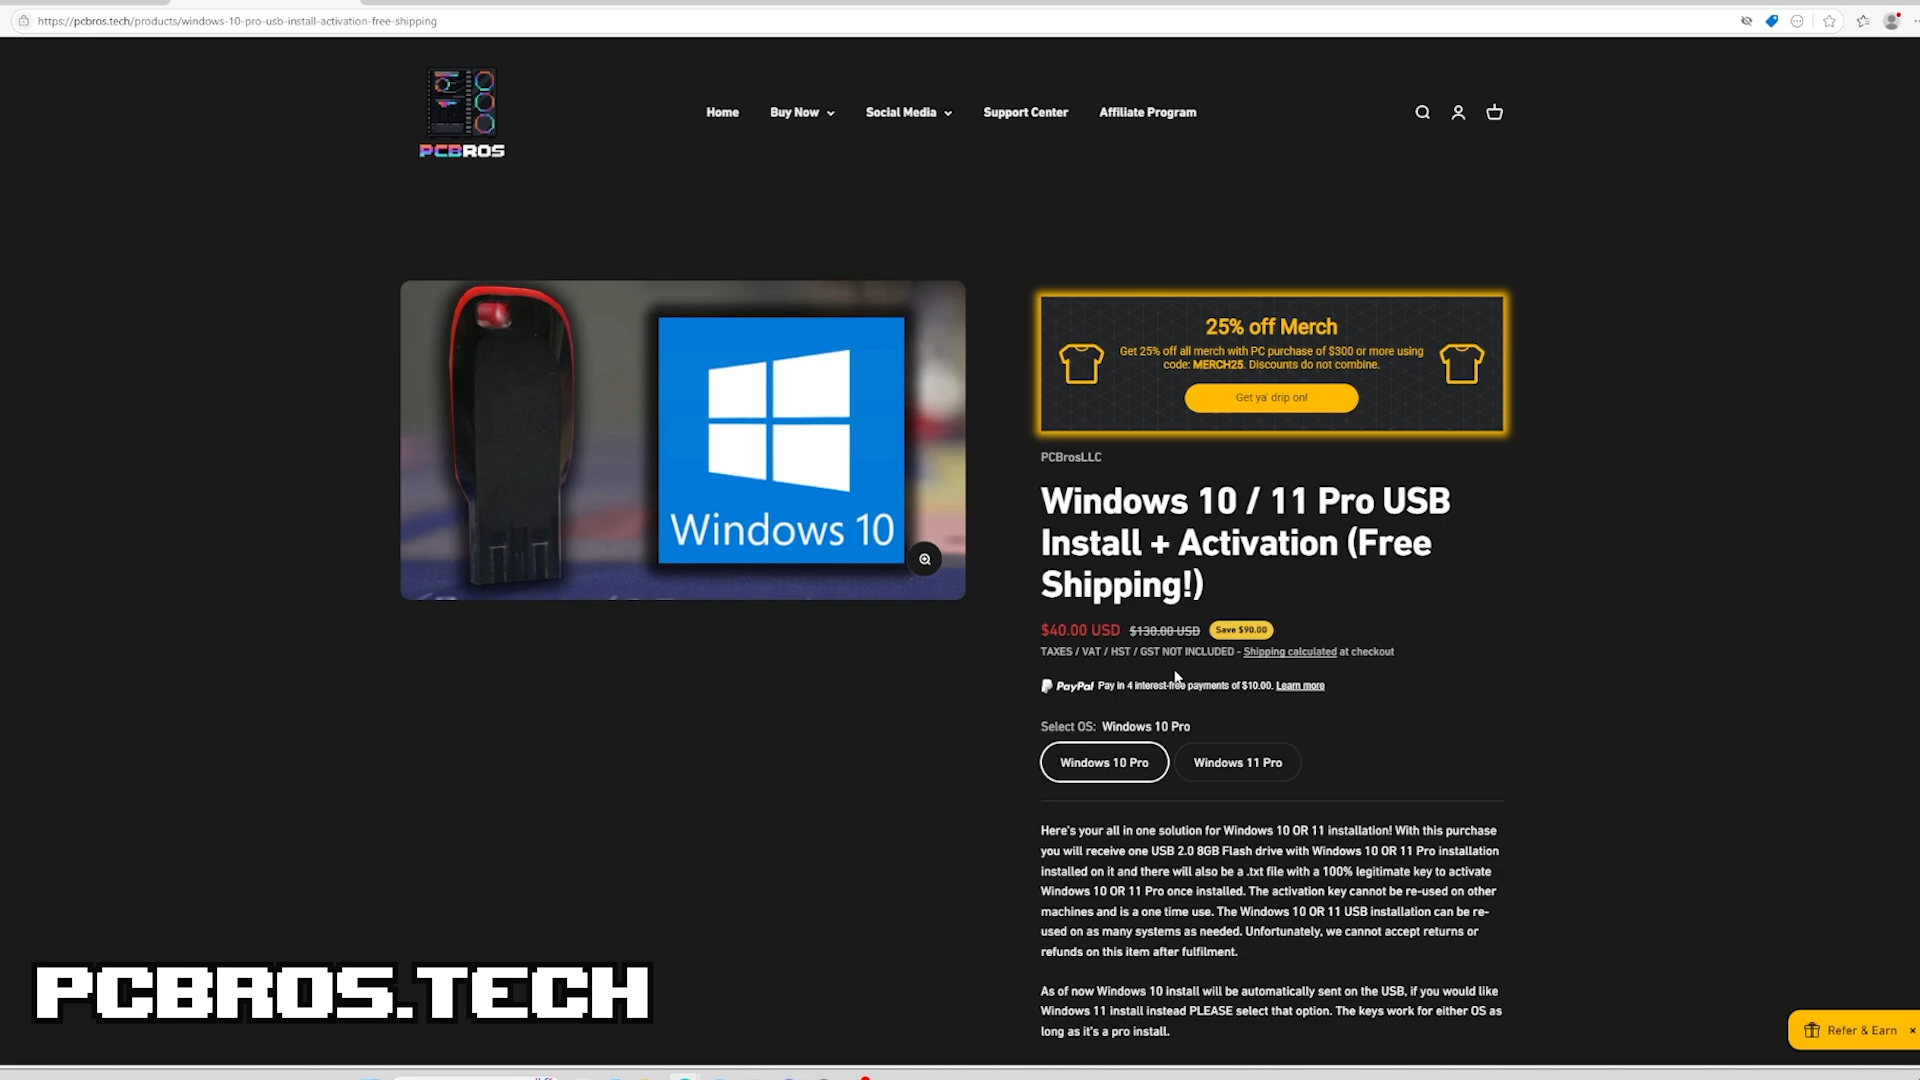 https://pcbros.tech/products/windows-10-pro-usb-install-activation-free-shipping
PCBROS
Home
Buy Now
Social Media
Support Center
Affiliate Program
Windows 10
25% off Merch
Get 25% off all merch with PC purchase of $300 or more using
code: MERCH25. Discounts do not combine.
Get ya' drip on!
PCBrosLLC
Windows 10 / 11 Pro USB
Install + Activation (Free
Shipping!)
$40.00 USD $130.00 USD Save $90.00
TAXES / VAT / HST / GST NOT INCLUDED - Shipping calculated at checkout
PayPal Pay in 4 interest-free payments of $10.00. Learn more
Select OS: Windows 10 Pro
Windows 10 Pro
Windows 11 Pro
Here's your all in one solution for Windows 10 OR 11 installation! With this purchase
you will receive one USB 2.0 8GB Flash drive with Windows 10 OR 11 Pro installation
installed on it and there will also be a .txt file with a 100% legitimate key to activate
Windows 10 OR 11 Pro once installed. The activation key cannot be re-used on other
machines and is a one time use. The Windows 10 OR 11 USB installation can be re-
used on as many systems as needed. Unfortunately, we cannot accept returns or
refunds on this item after fulfilment.
As of now Windows 10 install will be automatically sent on the USB, if you would like
Windows 11 install instead PLEASE select that option. The keys work for either OS as
long as it's a pro install.
PCBROS.TECH
Refer & Earn ×